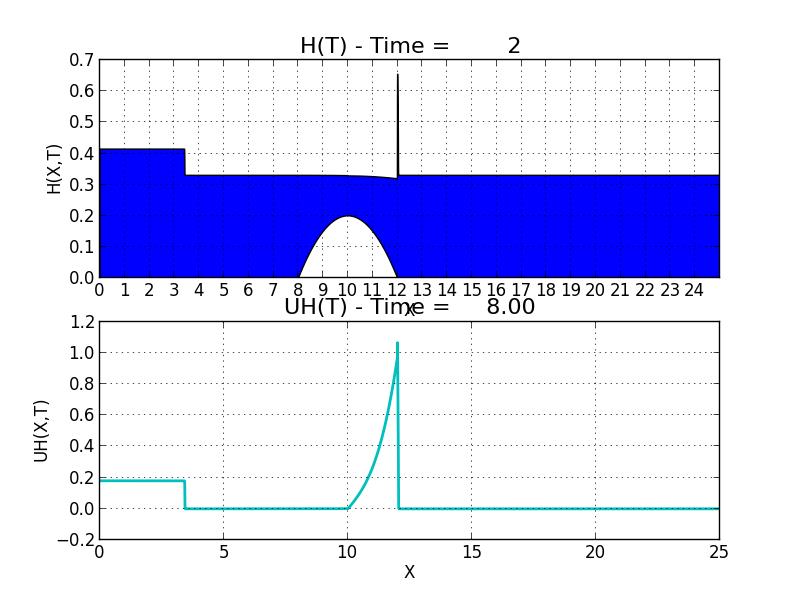 H(T) - Time = 2
0.7
0.6
0.5
0.4
0.3
0.2
0.1
0.0
H(X,T)
0 1 2 3 4 5 6 7 8 9 10 11 12 13 14 15 16 17 18 19 20 21 22 23 24
X
UH(T) - Time = 8.00
1.2
1.0
0.8
0.6
0.4
0.2
0.0
−0.2
UH(X,T)
0 5 10 15 20 25
X